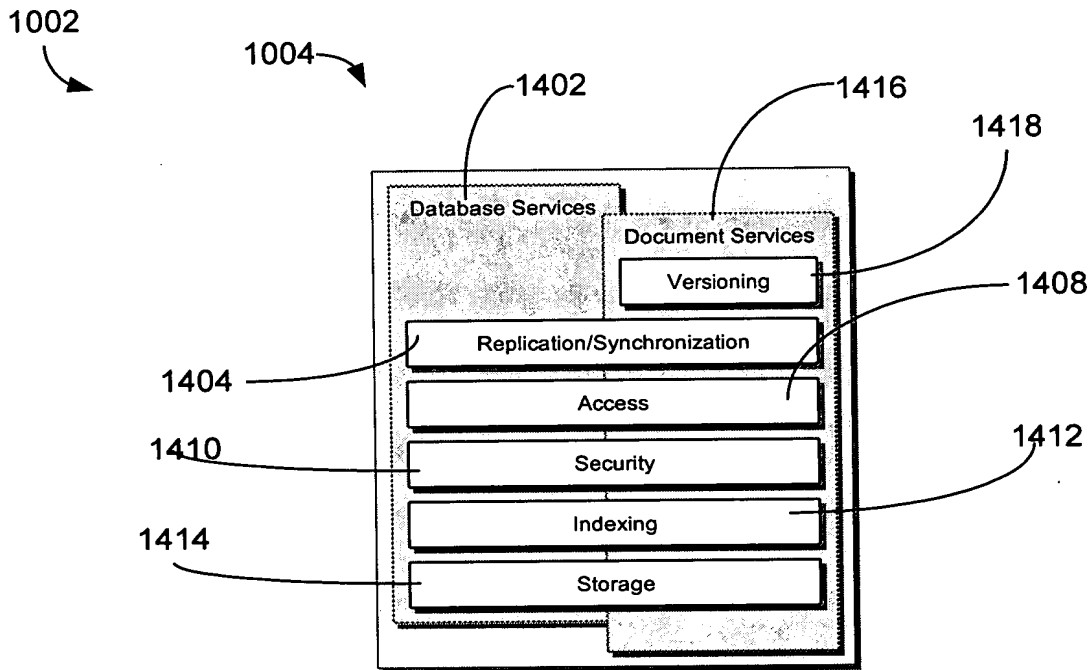 1002
1004
1402
1416
1418
Database Services
Document Services
Versioning
1408
Replication/Synchronization
1404
Access
1410
Security
1412
Indexing
1414
Storage